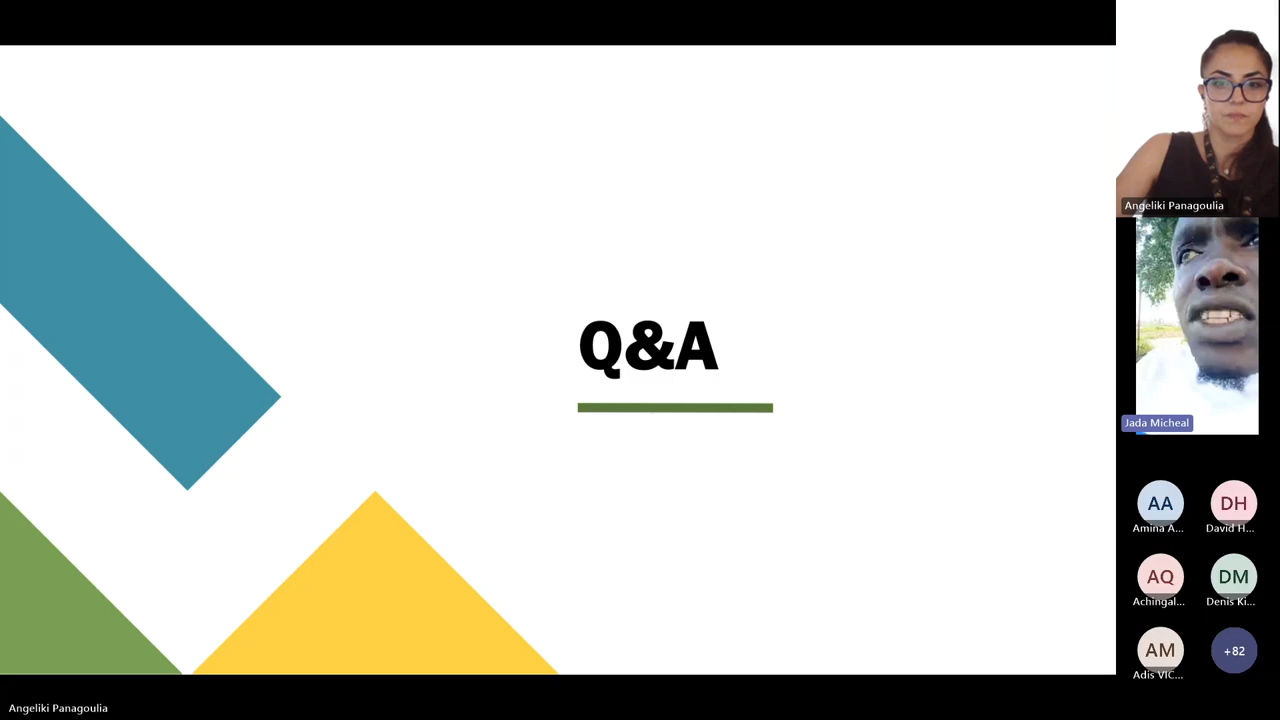 Q&A
Angeliki Panagoulia
Jada Micheal
AA
DH
Amina A...
David H...
AQ
DM
Achingal...
Denis Ki...
AM
+82
Adis VIC...
Angeliki Panagoulia